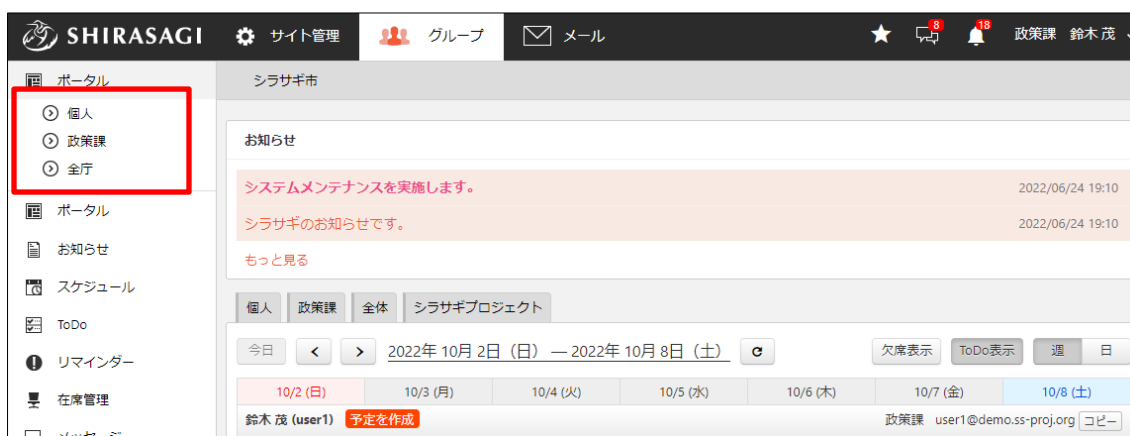 SHIRASAGI サイト管理 グループ メール 8 18 政策課 鈴木 茂
ポータル
個人
政策課
全庁
ポータル
お知らせ
スケジュール
ToDo
リマインダー
在席管理
シラサギ市
お知らせ
システムメンテナンスを実施します。 2022/06/24 19:10
シラサギのお知らせです。 2022/06/24 19:10
もっと見る
個人 政策課 全体 シラサギプロジェクト
今日 2022年 10月 2日 (日) — 2022年 10月 8日 (土) 欠席表示 ToDo表示 週 日
10/2 (日) 10/3 (月) 10/4 (火) 10/5 (水) 10/6 (木) 10/7 (金) 10/8 (土)
鈴木 茂 (user1) 予定を作成 政策課 user1@demo.ss-proj.org コピー